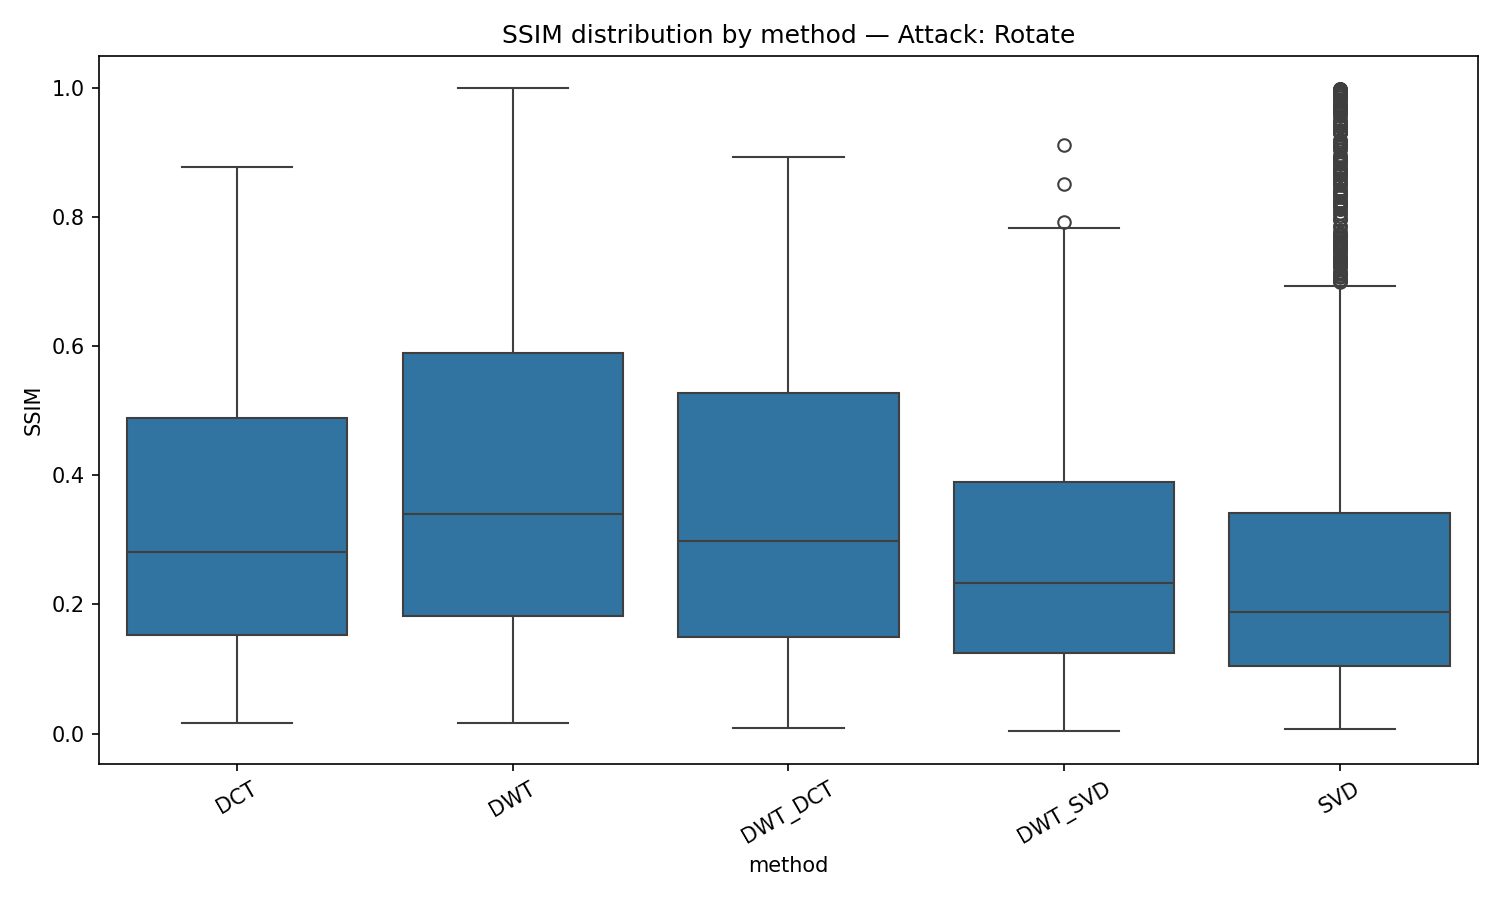 SSIM distribution by method — Attack: Rotate
SSIM
1.0
0.8
0.6
0.4
0.2
0.0
DCT
DWT
DWT_DCT
DWT_SVD
SVD
method